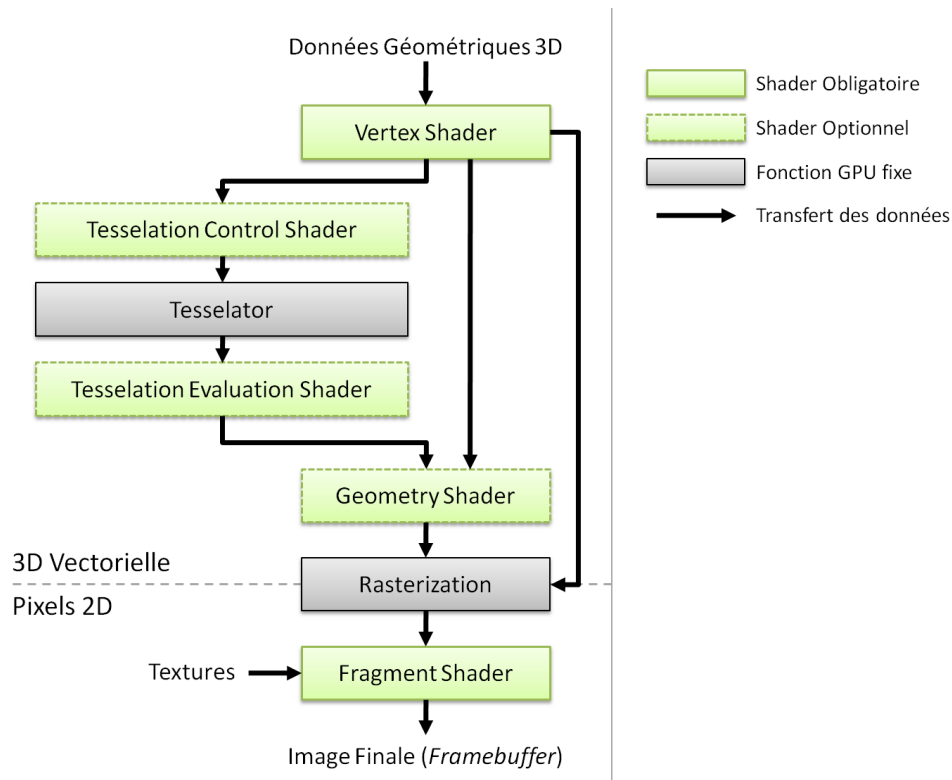 Données Géométriques 3D
Vertex Shader
Tesselation Control Shader
Tesselator
Tesselation Evaluation Shader
Geometry Shader
3D Vectorielle
Rasterization
Pixels 2D
Textures
Fragment Shader
Image Finale (Framebuffer)
Shader Obligatoire
Shader Optionnel
Fonction GPU fixe
Transfert des données